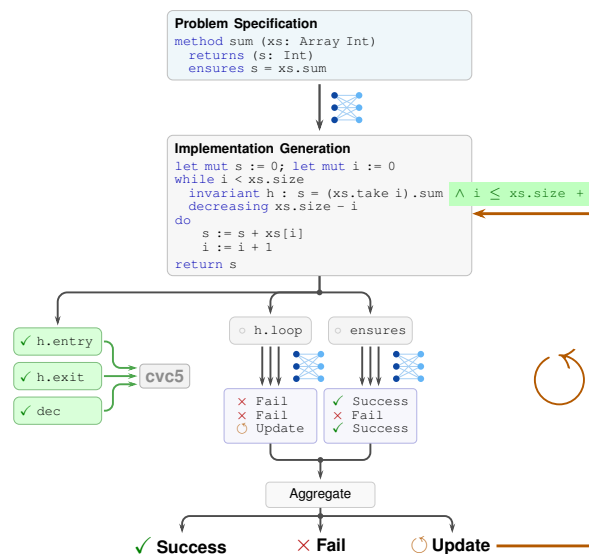 Problem Specification
method sum (xs: Array Int)
returns (s: Int)
ensures s = xs.sum
Implementation Generation
let mut s := 0; let mut i := 0
while i < xs.size
invariant h : s = (xs.take i).sum ∧ i ≤ xs.size +
decreasing xs.size - i
do
s := s + xs[i]
i := i + 1
return s
✓ h.entry
✓ h.exit
✓ dec
cvc5
○ h.loop
○ ensures
× Fail
× Fail
↻ Update
✓ Success
× Fail
✓ Success
Aggregate
✓ Success
× Fail
↻ Update